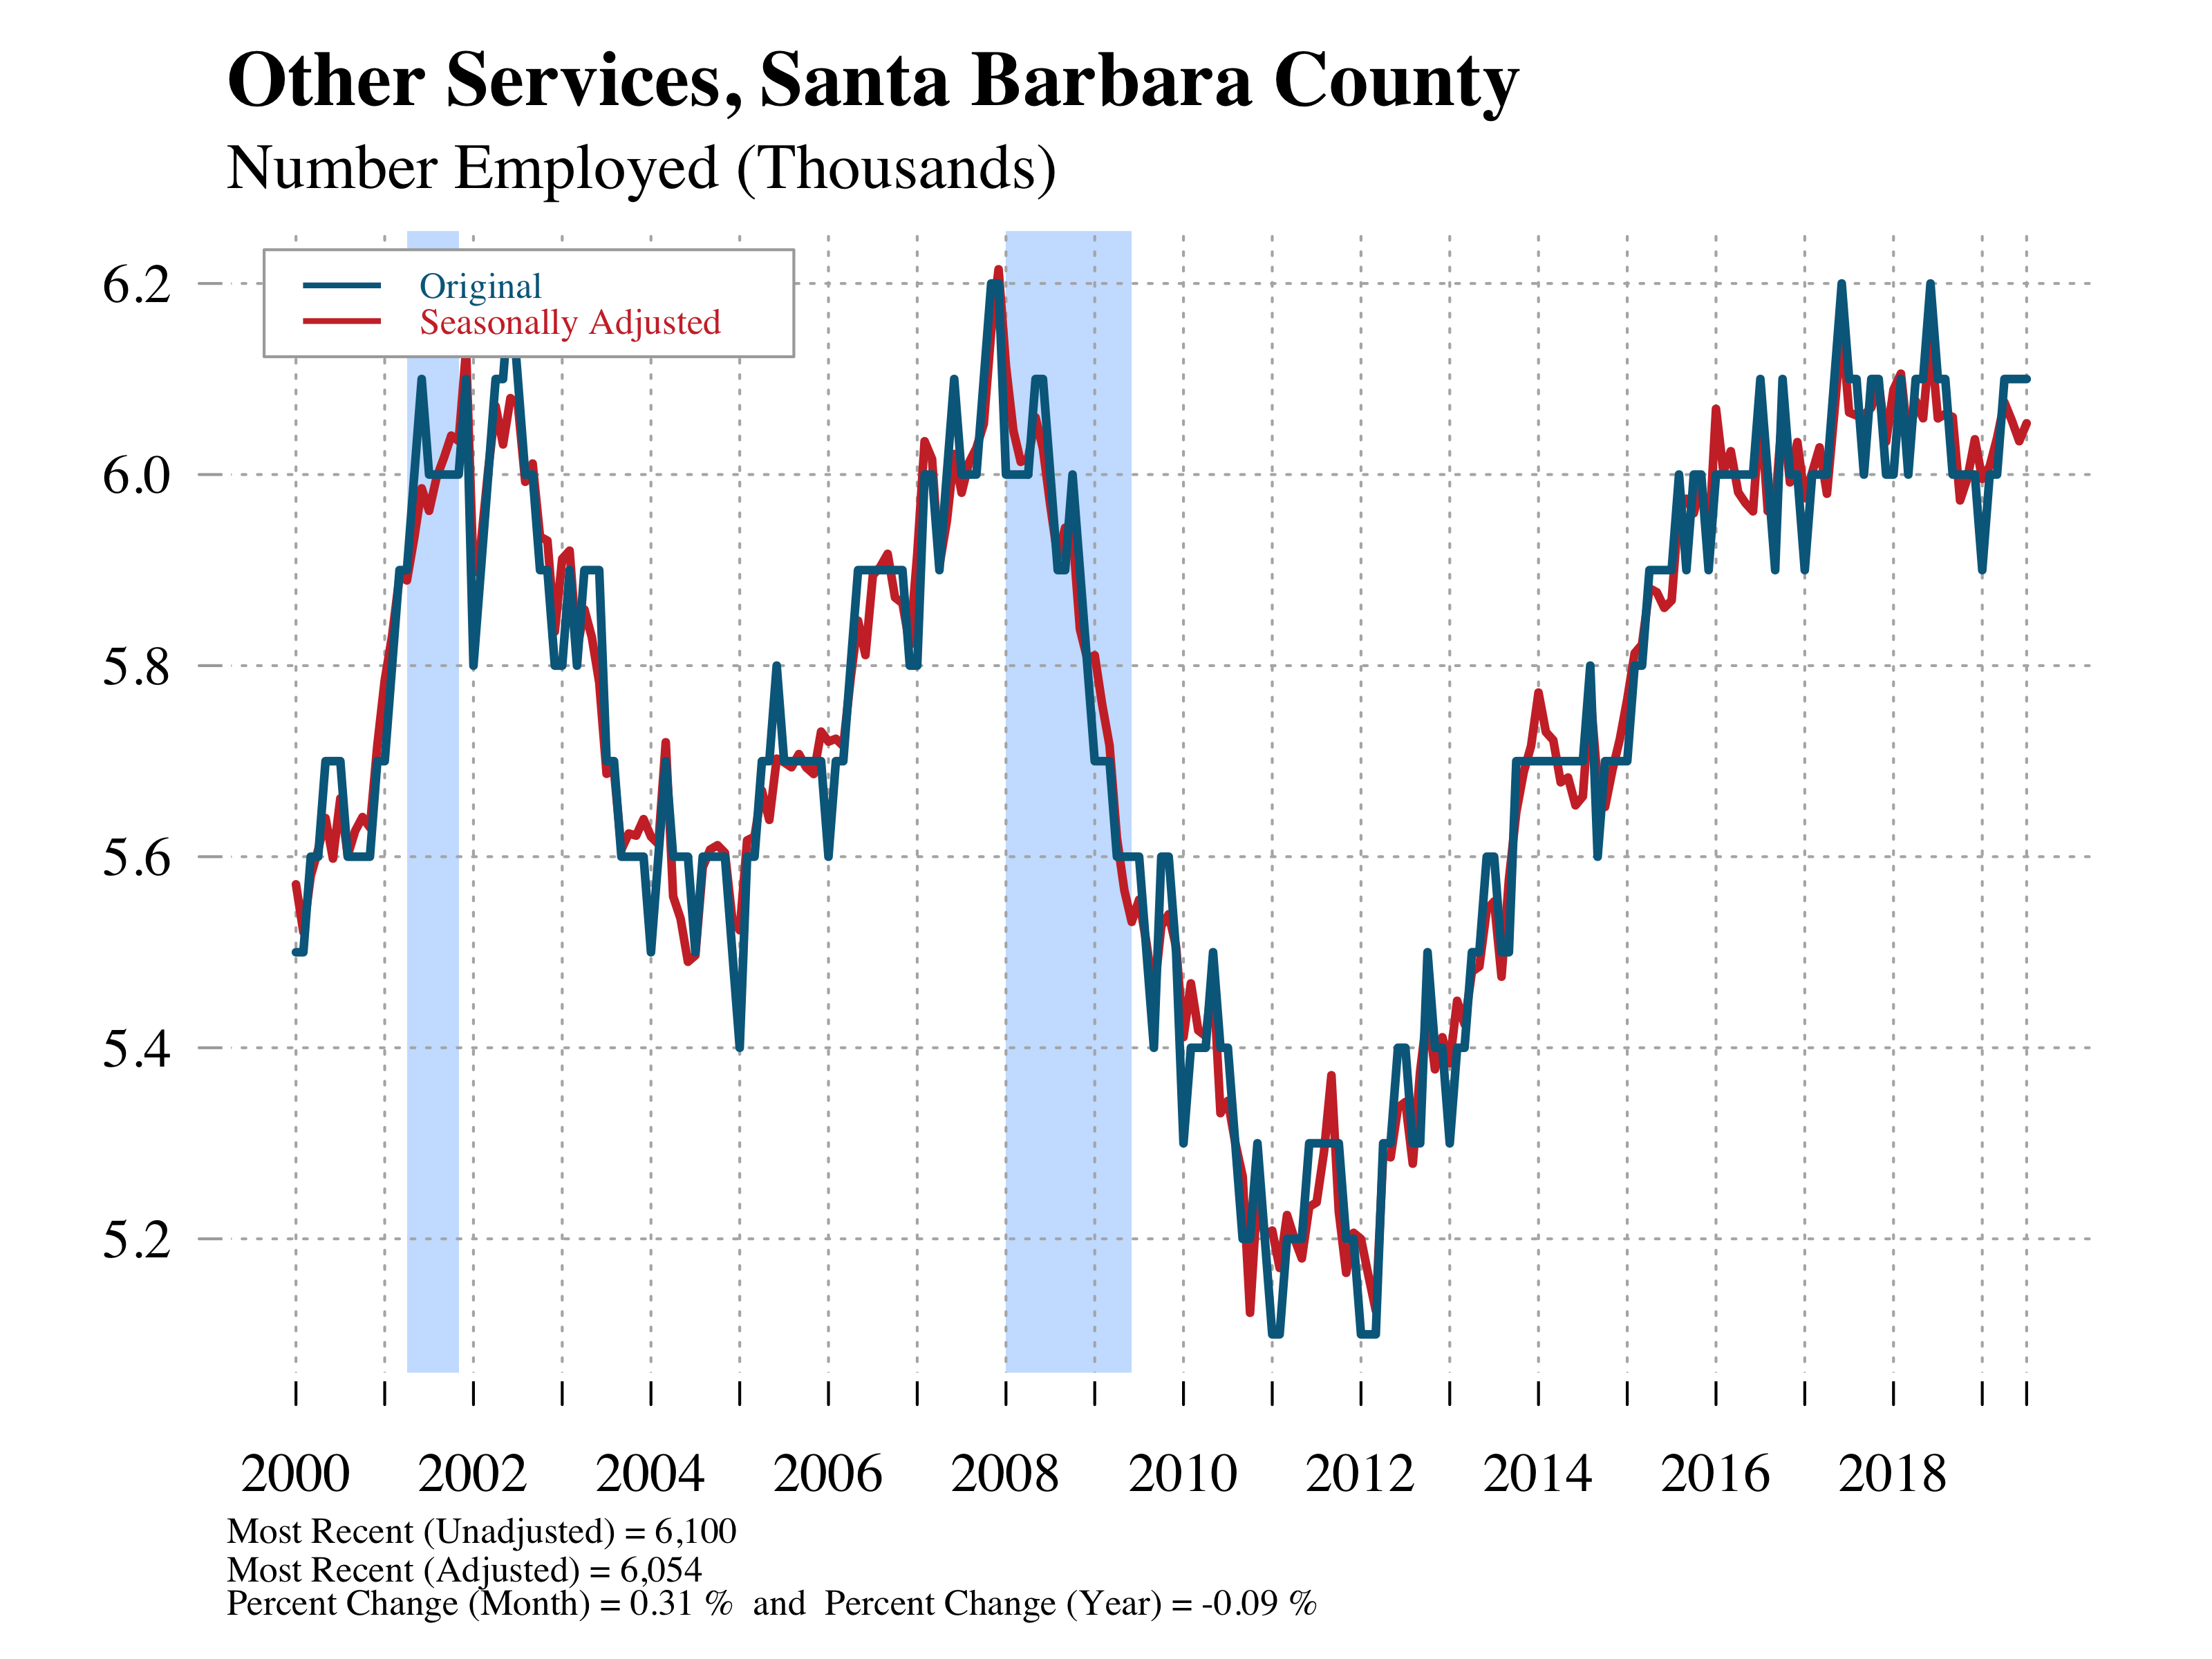 Other Services, Santa Barbara County
Number Employed (Thousands)
Original
Seasonally Adjusted
6.2
6.0
5.8
5.6
5.4
5.2
2000 2002 2004 2006 2008 2010 2012 2014 2016 2018
Most Recent (Unadjusted) = 6,100
Most Recent (Adjusted) = 6,054
Percent Change (Month) = 0.31 % and Percent Change (Year) = -0.09 %